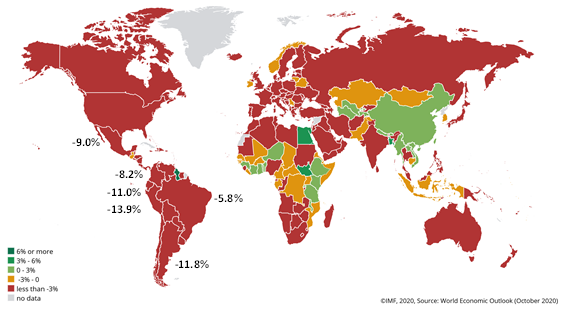 -9.0%
-8.2%
-11.0%
-5.8%
-13.9%
-11.8%
6% or more
3% - 6%
0 - 3%
-3% - 0
less than -3%
no data
©IMF, 2020, Source: World Economic Outlook (October 2020)